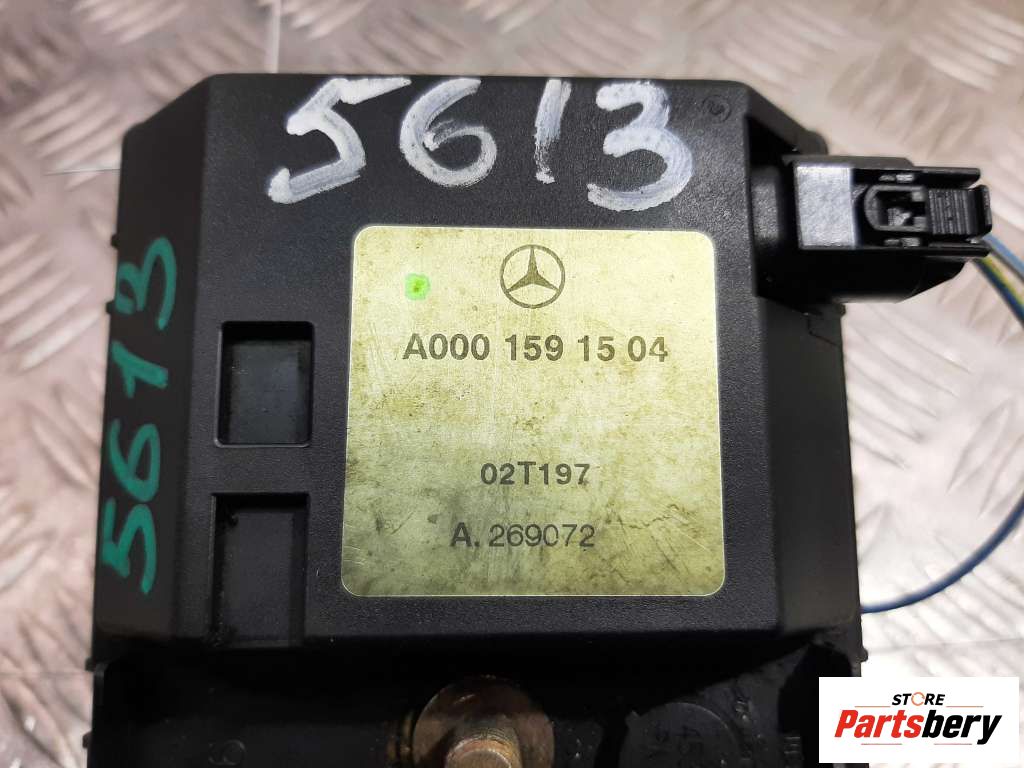 5613
5613
A000 159 15 04
02T197
A. 269072
STORE
Partsbery